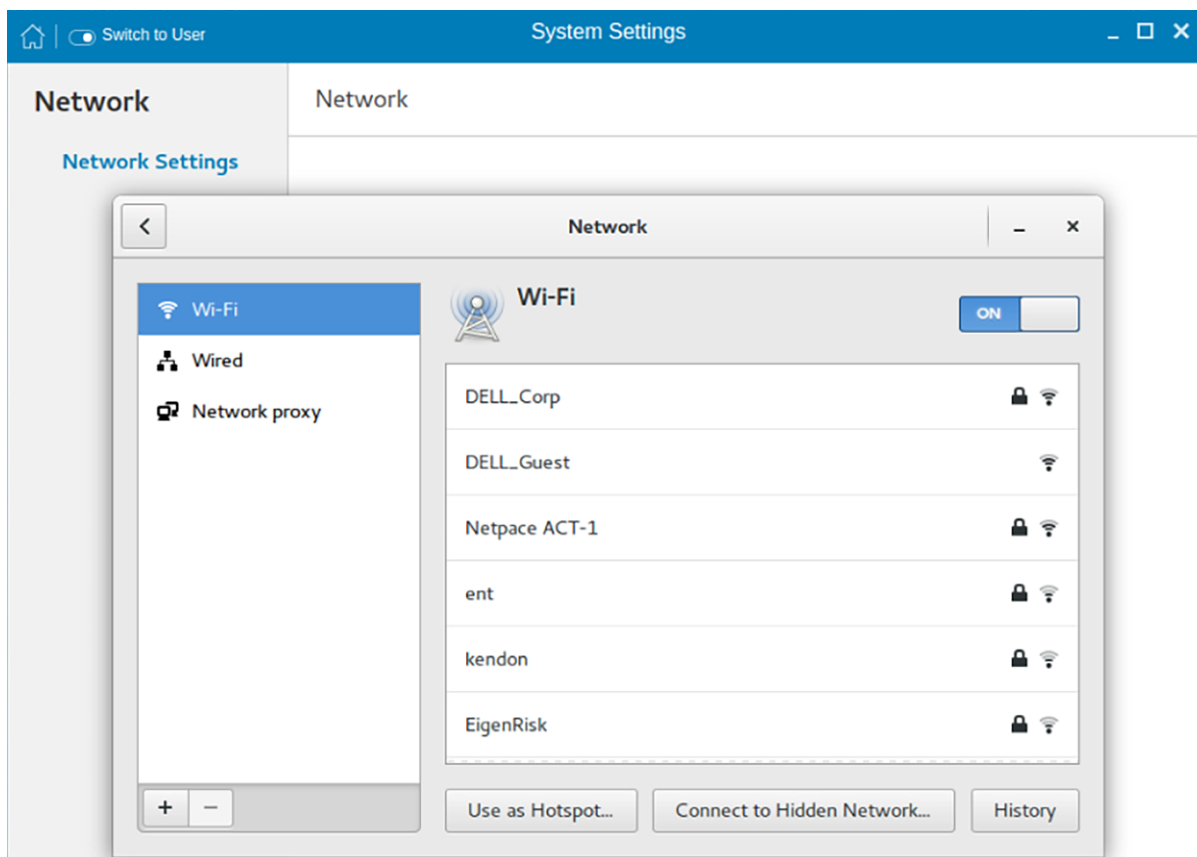 Switch to User
System Settings
Network
Network
Network Settings
Network
Wi-Fi
Wired
Network proxy
Wi-Fi
ON
DELL_Corp
DELL_Guest
Netpace ACT-1
ent
kendon
EigenRisk
Use as Hotspot...
Connect to Hidden Network...
History